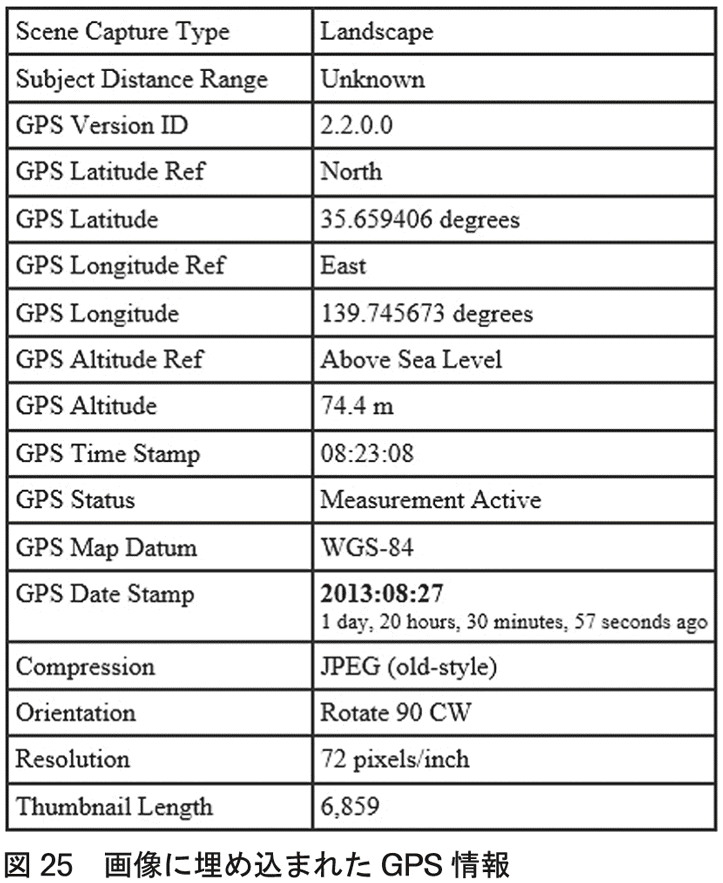 Scene Capture Type Landscape
Subject Distance Range Unknown
GPS Version ID 2.2.0.0
GPS Latitude Ref North
GPS Latitude 35.659406 degrees
GPS Longitude Ref East
GPS Longitude 139.745673 degrees
GPS Altitude Ref Above Sea Level
GPS Altitude 74.4 m
GPS Time Stamp 08:23:08
GPS Status Measurement Active
GPS Map Datum WGS-84
GPS Date Stamp 2013:08:27
1 day, 20 hours, 30 minutes, 57 seconds ago
Compression JPEG (old-style)
Orientation Rotate 90 CW
Resolution 72 pixels/inch
Thumbnail Length 6,859
図 25　画像に埋め込まれた GPS 情報